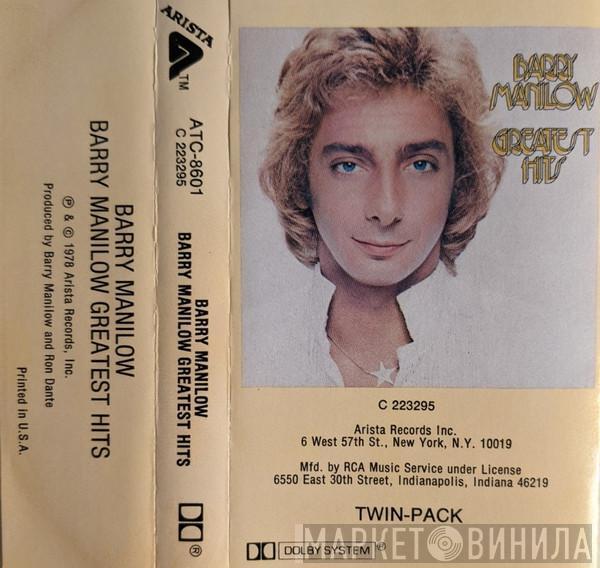 BARRY MANILOW
BARRY MANILOW GREATEST HITS
℗ & © 1978 Arista Records, Inc.
Produced by Barry Manilow and Ron Dante
Printed in U.S.A.
ARISTA
TM
ATC-8601
C 223295
BARRY MANILOW
BARRY MANILOW GREATEST HITS
®
BARRY
MANILOW
GREATEST
HITS
C 223295
Arista Records Inc.
6 West 57th St., New York, N.Y. 10019
Mfd. by RCA Music Service under License
6550 East 30th Street, Indianapolis, Indiana 46219
TWIN-PACK
DOLBY SYSTEM ®
МАРКЕТ ВИНИЛА